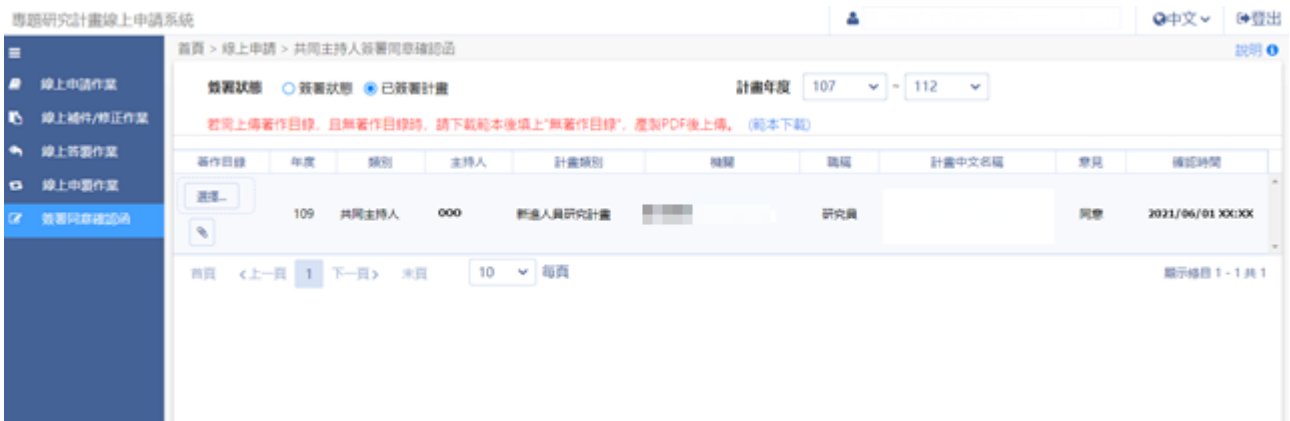 專題研究計畫線上申請系統
中文
登出
首頁 > 線上申請 > 共同主持人簽署同意確認函
說明
線上申請作業
線上補件/修正作業
線上答覆作業
線上申覆作業
簽署同意確認函
簽署狀態 簽署狀態 已簽署計畫 計畫年度 107 ~ 112
若需上傳著作目錄，且無著作目錄時，請下載範本後填上"無著作目錄"，產製PDF後上傳。 (範本下載)
著作目錄 年度 類別 主持人 計畫類別 機關 職稱 計畫中文名稱 意見 確認時間
選擇...
109 共同主持人 OOO 新進人員研究計畫 研究員 同意 2021/06/01 XX:XX
首頁 <上一頁 1 下一頁> 末頁 10 每頁 顯示條目 1 - 1 共 1